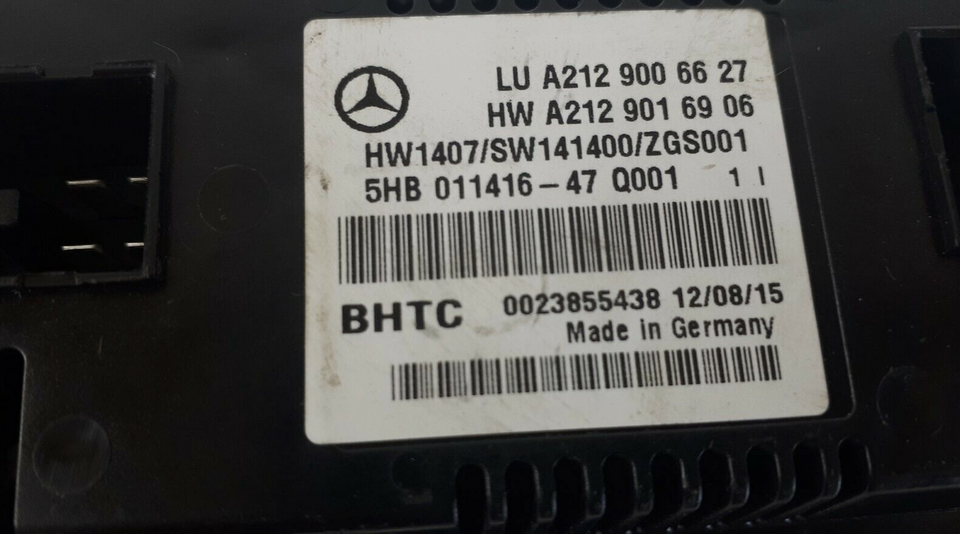 LU A212 900 66 27
HW A212 901 69 06
HW1407/SW141400/ZGS001
5HB 011416-47 Q001 1 I
BHTC 0023855438 12/08/15
Made in Germany